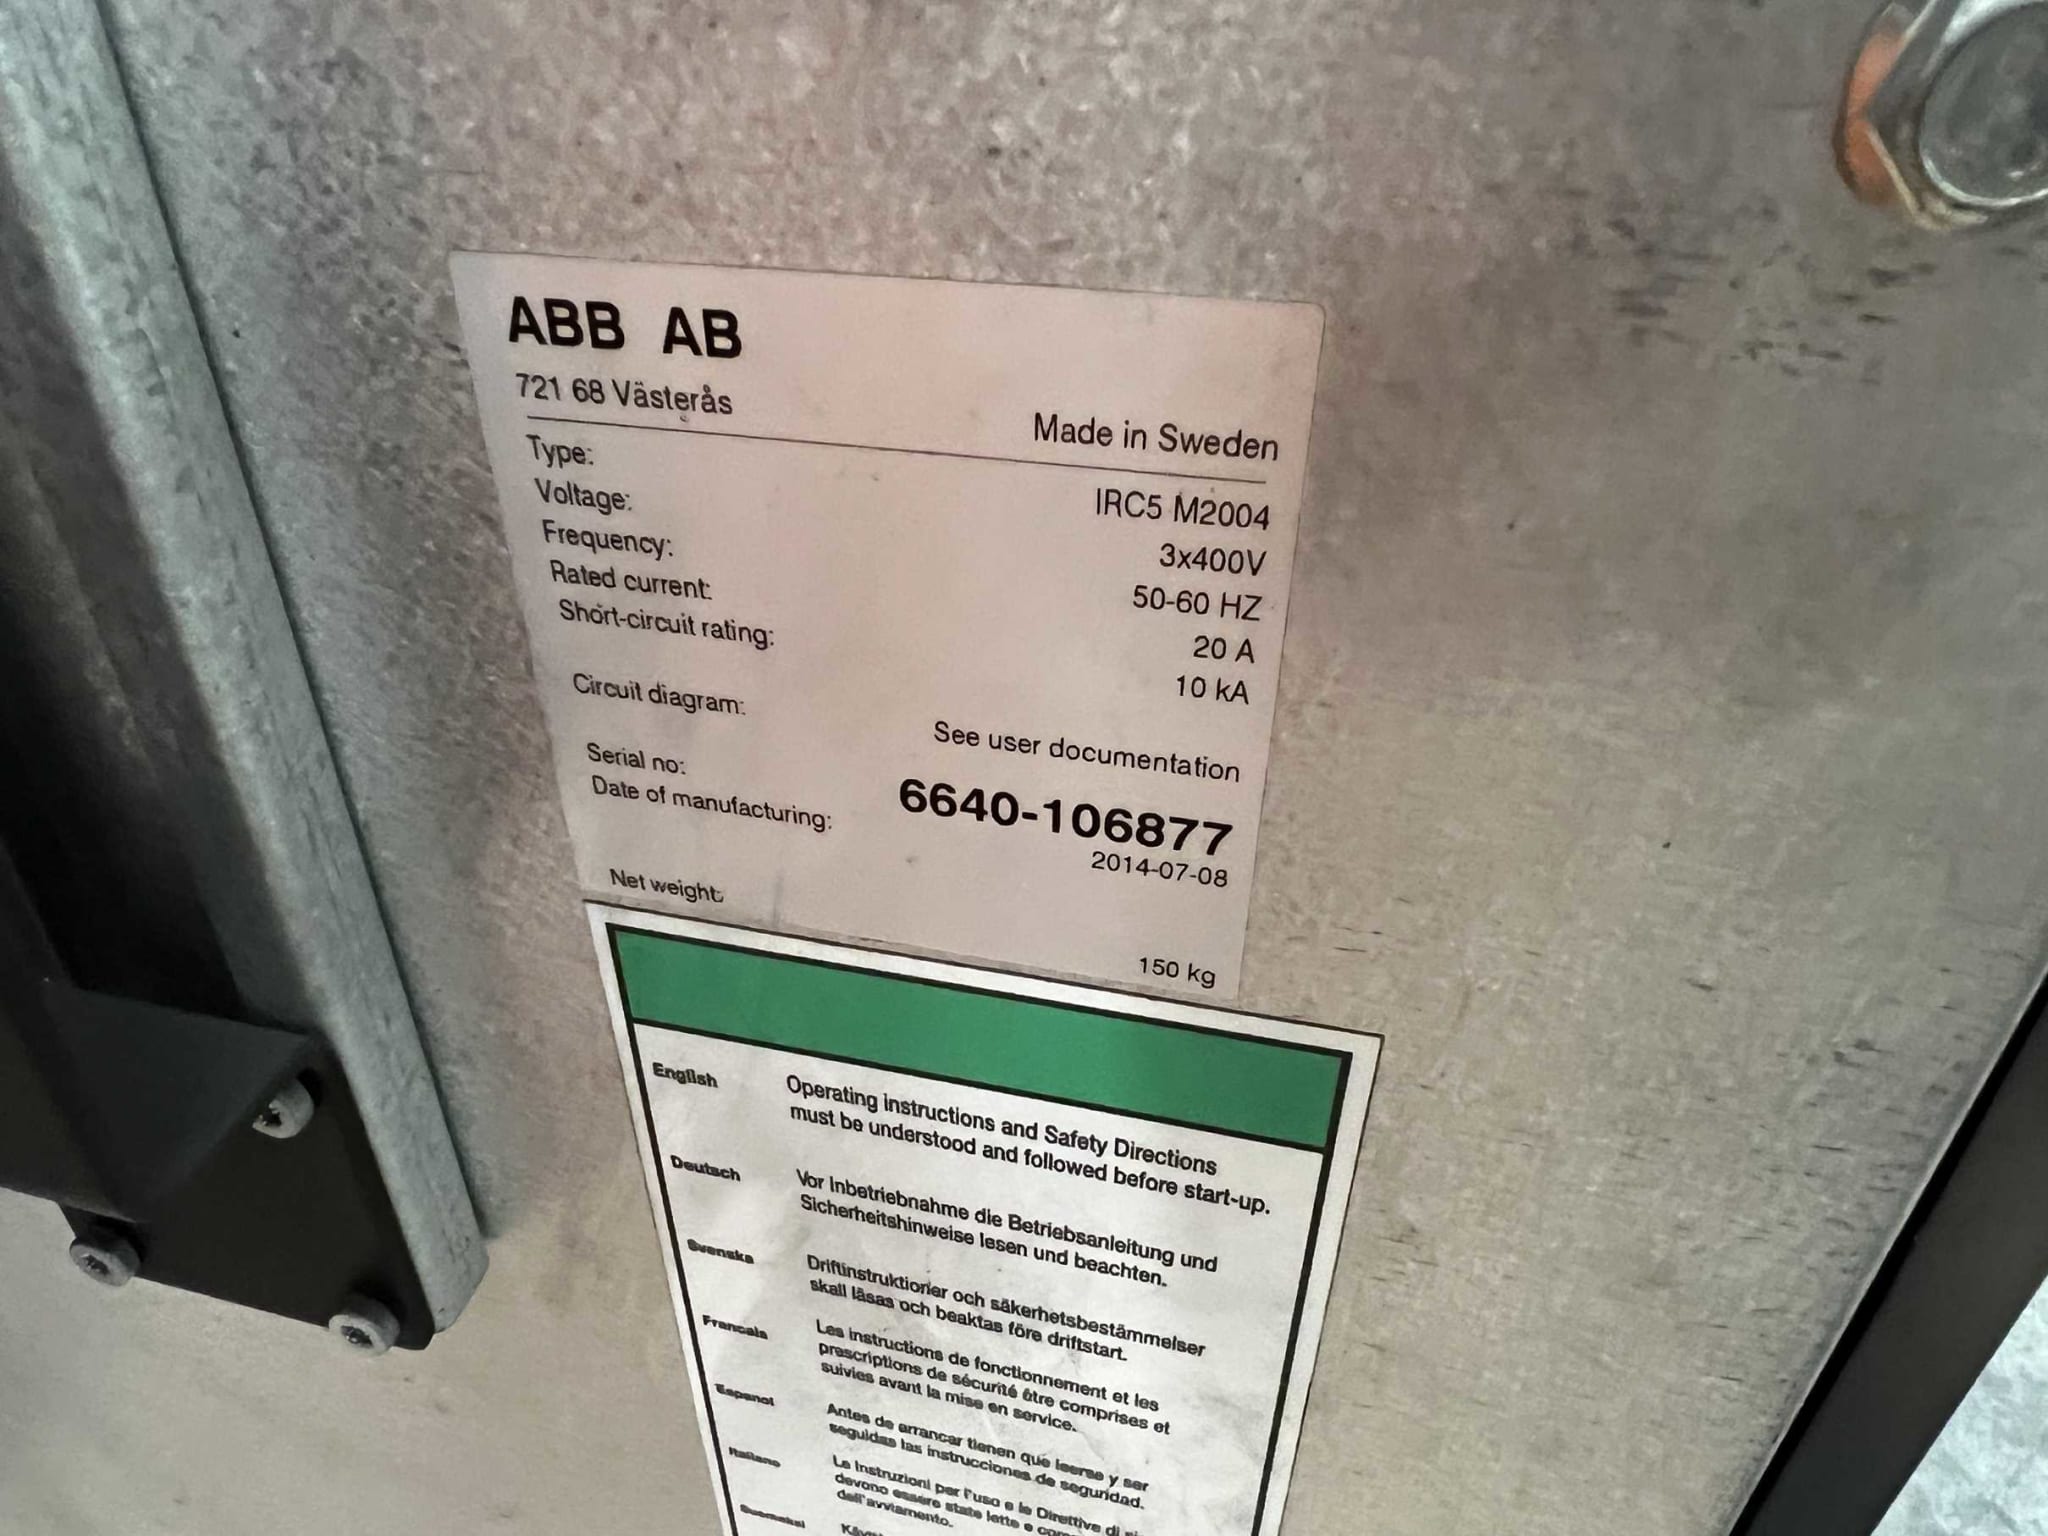 ABB AB
721 68 Västerås
Made in Sweden
Type: IRC5 M2004
Voltage: 3x400V
Frequency: 50-60 HZ
Rated current: 20 A
Short-circuit rating: 10 kA
Circuit diagram: See user documentation
Serial no: 6640-106877
Date of manufacturing: 2014-07-08
Net weight: 150 kg
English Operating instructions and Safety Directions
must be understood and followed before start-up.
Deutsch Vor Inbetriebnahme die Betriebsanleitung und
Sicherheitshinweise lesen und beachten.
Svenska Driftinstruktioner och säkerhetsbestämmelser
skall läsas och beaktas före driftstart.
Francais Les instructions de fonctionnement et les
prescriptions de sécurité être comprises et
suivies avant la mise en service.
Espanol Antes de arrancar tienen que leerse y ser
seguidas las instrucciones de seguridad.
Italiano Le Instruzioni per l'uso e le Direttive di
devono essere state lette e
dell'avviamento.